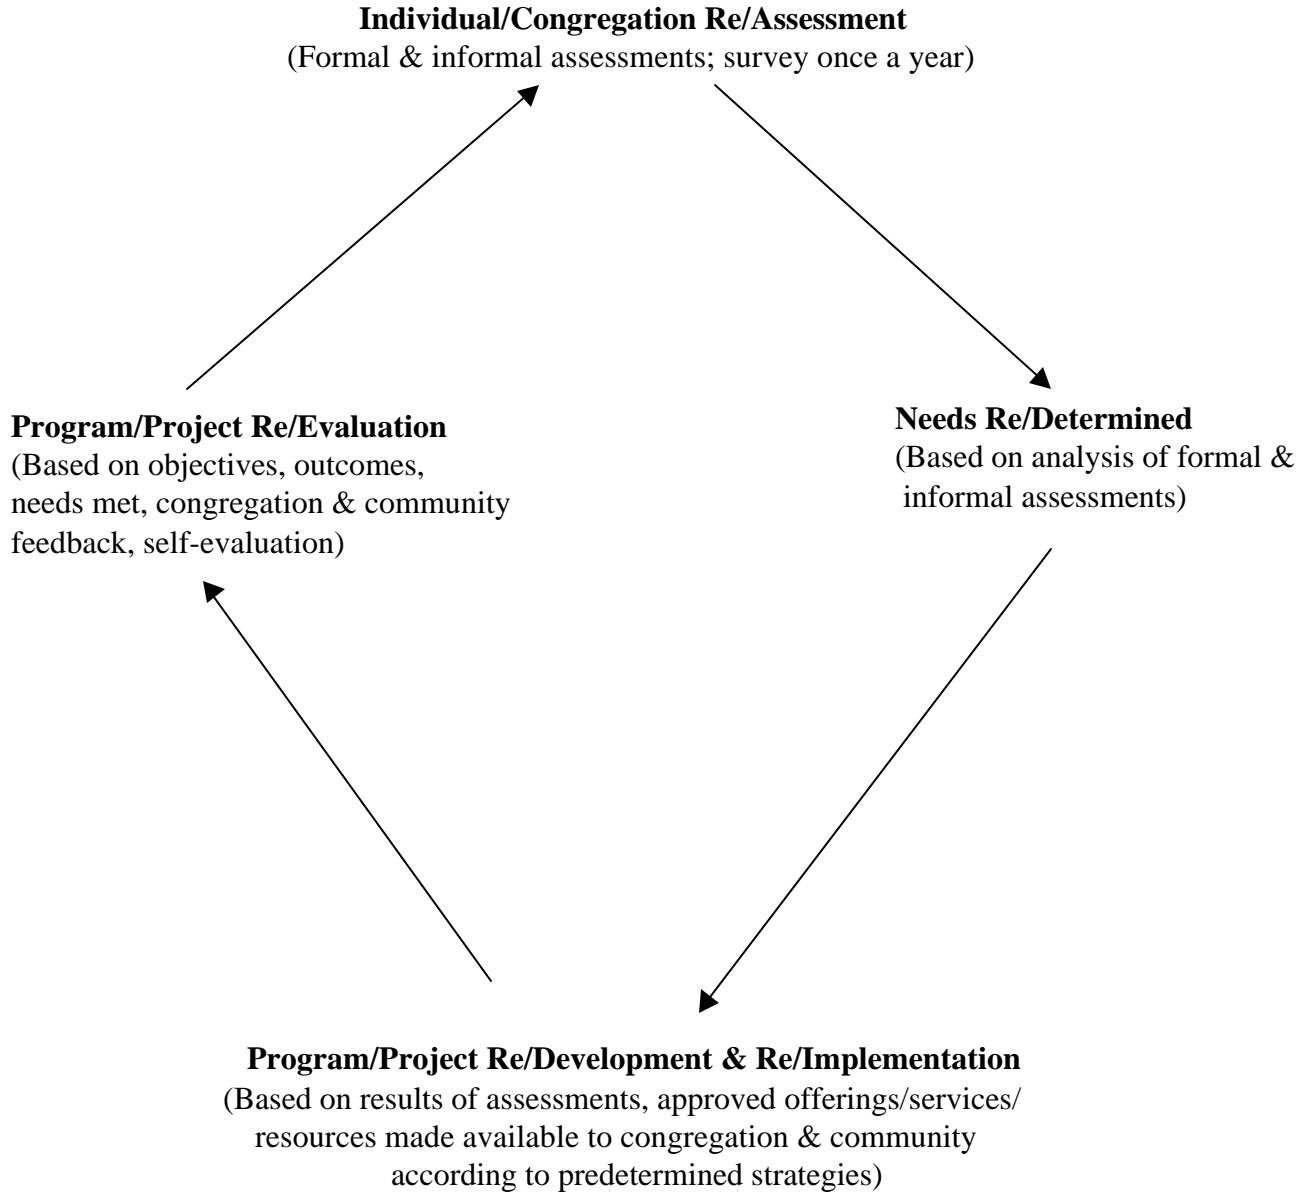 Individual/Congregation Re/Assessment
(Formal & informal assessments; survey once a year)
Needs Re/Determined
(Based on analysis of formal &
informal assessments)
Program/Project Re/Development & Re/Implementation
(Based on results of assessments, approved offerings/services/
resources made available to congregation & community
according to predetermined strategies)
Program/Project Re/Evaluation
(Based on objectives, outcomes,
needs met, congregation & community
feedback, self-evaluation)